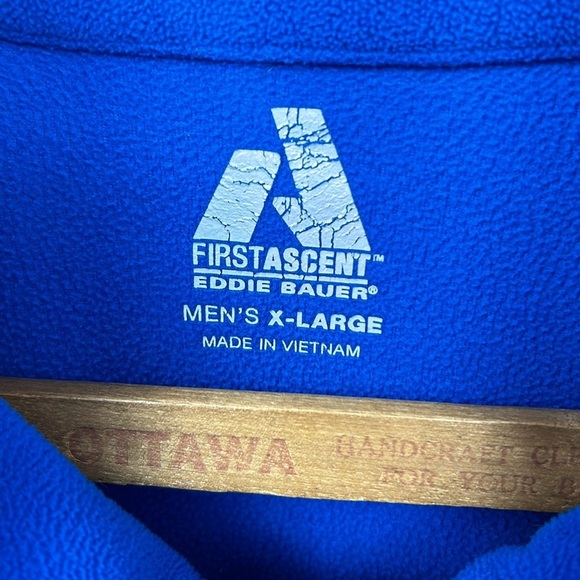 FIRSTASCENT™
EDDIE BAUER®
MEN'S X-LARGE
MADE IN VIETNAM
OTTAWA
HANDCRAFT
FOR YOUR